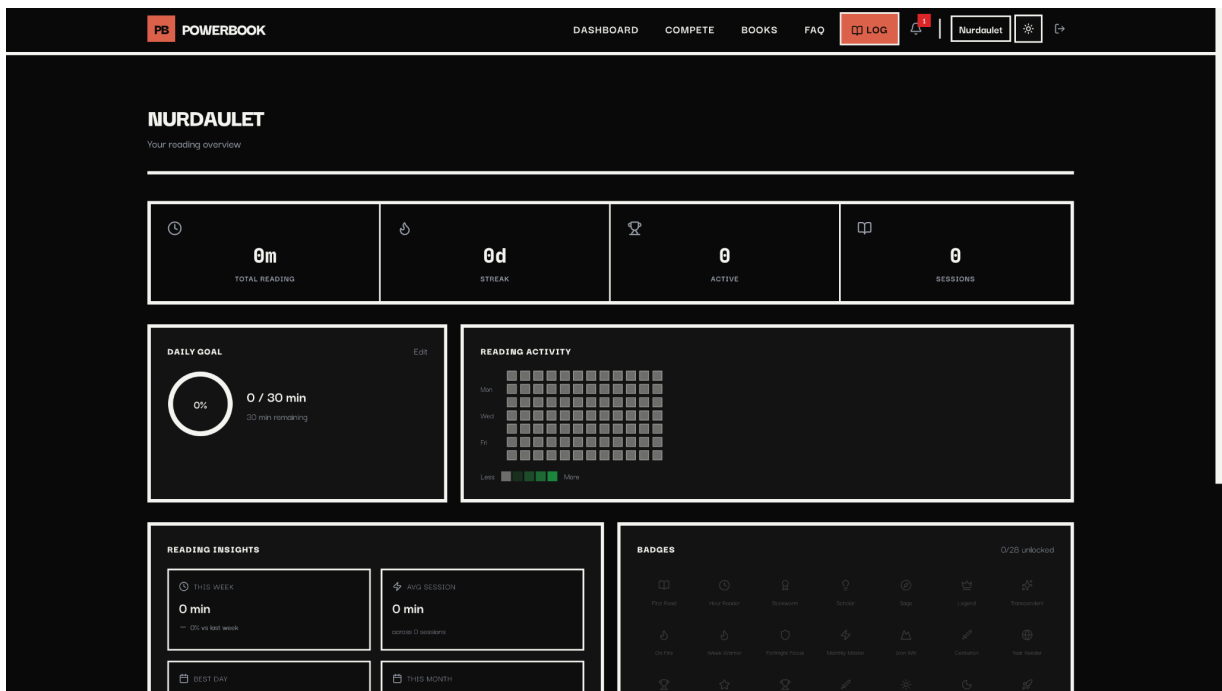 PB POWERBOOK
DASHBOARD COMPETE BOOKS FAQ LOG 1 Nurdaulet
NURDAULET
Your reading overview
0m
TOTAL READING
0d
STREAK
0
ACTIVE
0
SESSIONS
DAILY GOAL Edit
0%
0 / 30 min
30 min remaining
READING ACTIVITY
Mon
Wed
Fri
Less More
READING INSIGHTS
THIS WEEK
0 min
— 0% vs last week
AVG SESSION
0 min
across 0 sessions
BEST DAY
THIS MONTH
BADGES 0/28 unlocked
First Read Hour Reader Bookworm Scholar Sage Legend Transcendent
On Fire Week Warrior Fortnight Focus Monthly Master Iron Will Centurion Year Reader